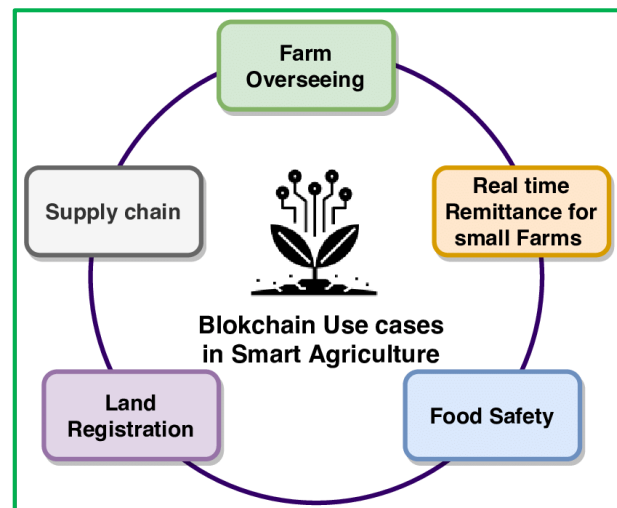 Farm
Overseeing
Supply chain
Real time
Remittance for
small Farms
Blokchain Use cases
in Smart Agriculture
Land
Registration
Food Safety